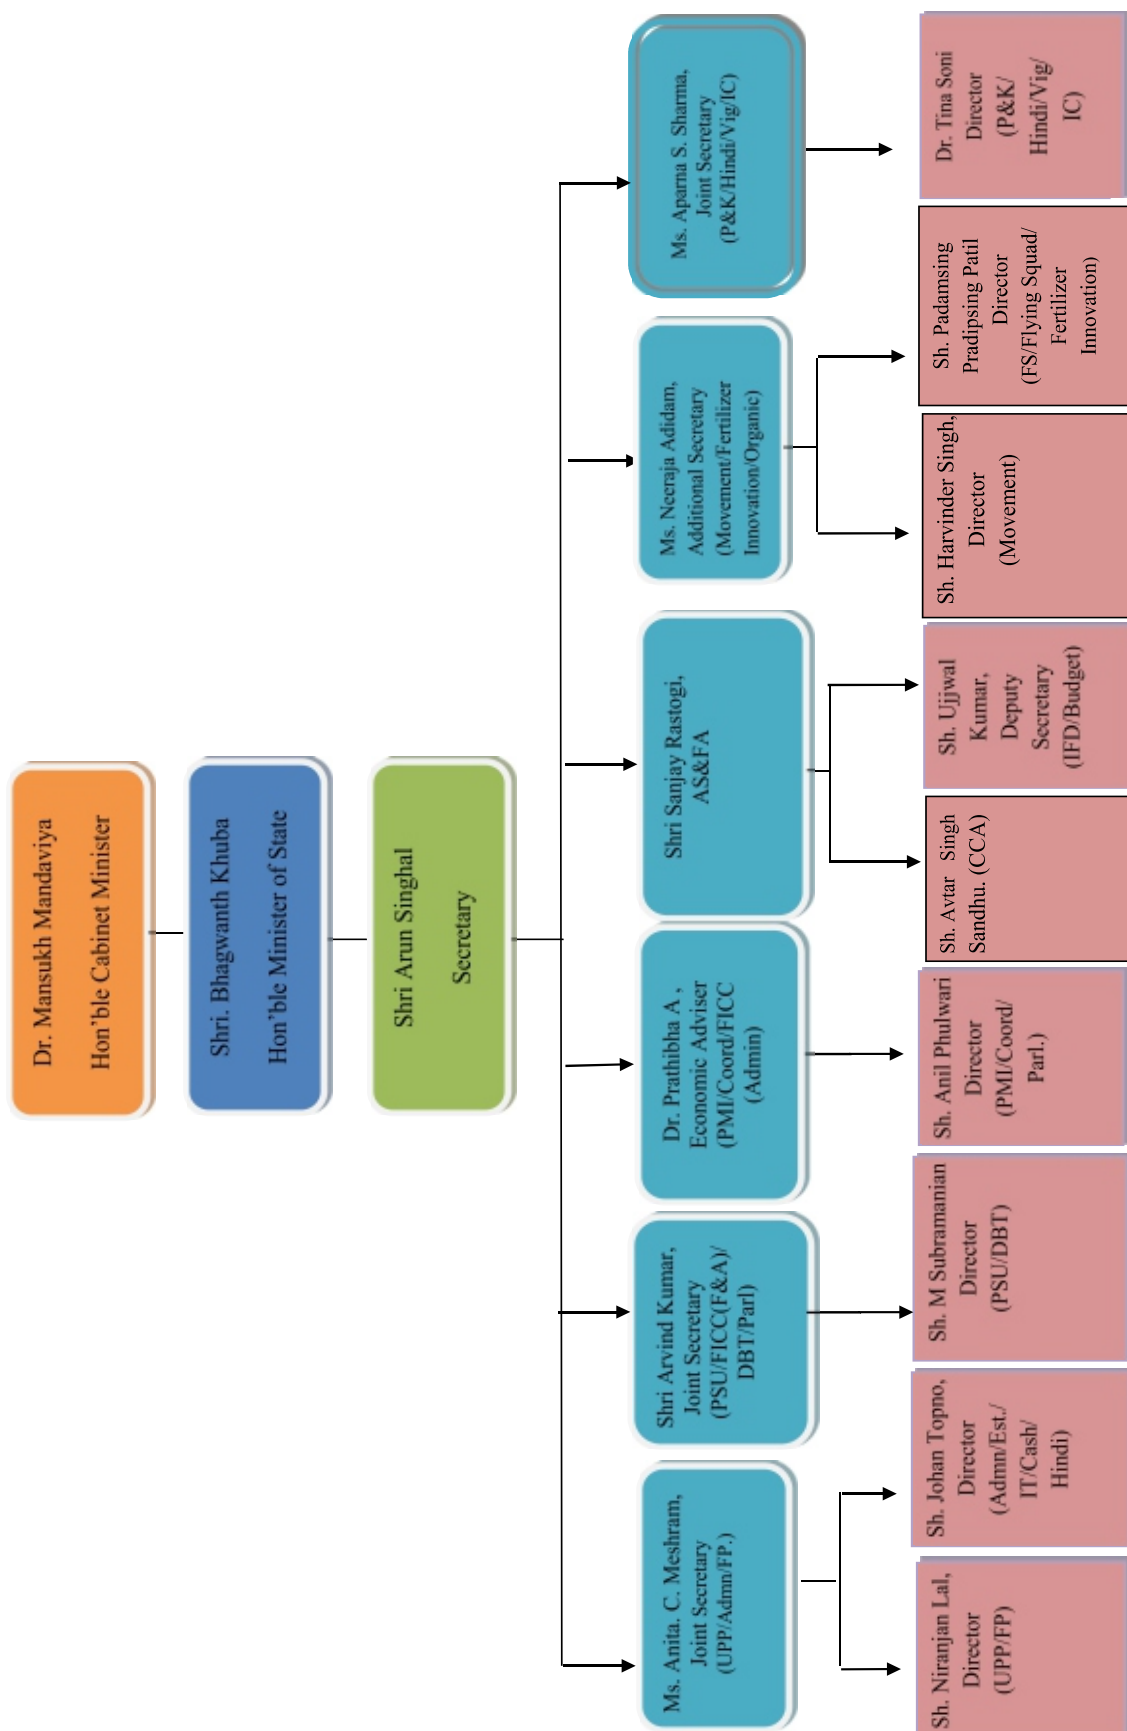 Dr. Mansukh Mandaviya
Hon'ble Cabinet Minister
Shri. Bhagwanth Khuba
Hon'ble Minister of State
Shri Arun Singhal
Secretary
Ms. Anita. C. Meshram,
Joint Secretary
(UPP/Admn/FP.)
Shri Arvind Kumar,
Joint Secretary
(PSU/FICC(F&A)/
DBT/Parl)
Dr. Prathibha A ,
Economic Adviser
(PMI/Coord/FICC
(Admin)
Shri Sanjay Rastogi,
AS&FA
Ms. Neeraja Adidam,
Additional Secretary
(Movement/Fertilizer
Innovation/Organic)
Ms. Aparna S. Sharma,
Joint Secretary
(P&K/Hindi/Vig/IC)
Sh. Niranjan Lal,
Director
(UPP/FP)
Sh. Johan Topno,
Director
(Admn/Est./
IT/Cash/
Hindi)
Sh. M Subramanian
Director
(PSU/DBT)
Sh. Anil Phulwari
Director
(PMI/Coord/
Parl.)
Sh. Avtar Singh
Sandhu. (CCA)
Sh. Ujjwal
Kumar,
Deputy
Secretary
(IFD/Budget)
Sh. Harvinder Singh,
Director
(Movement)
Sh. Padamsing
Pradipsing Patil
Director
(FS/Flying Squad/
Fertilizer
Innovation)
Dr. Tina Soni
Director
(P&K/
Hindi/Vig/
IC)